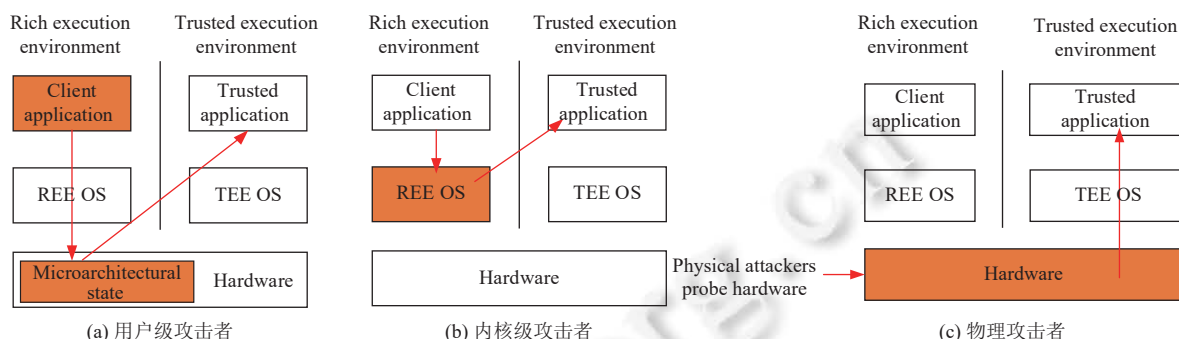 Rich execution
environment
Trusted execution
environment
Client
application
Trusted
application
REE OS
TEE OS
Microarchitectural
state
Hardware
(a) 用户级攻击者
Rich execution
environment
Trusted execution
environment
Client
application
Trusted
application
REE OS
TEE OS
Hardware
(b) 内核级攻击者
Rich execution
environment
Trusted execution
environment
Client
application
Trusted
application
REE OS
TEE OS
Physical attackers
probe hardware
Hardware
(c) 物理攻击者